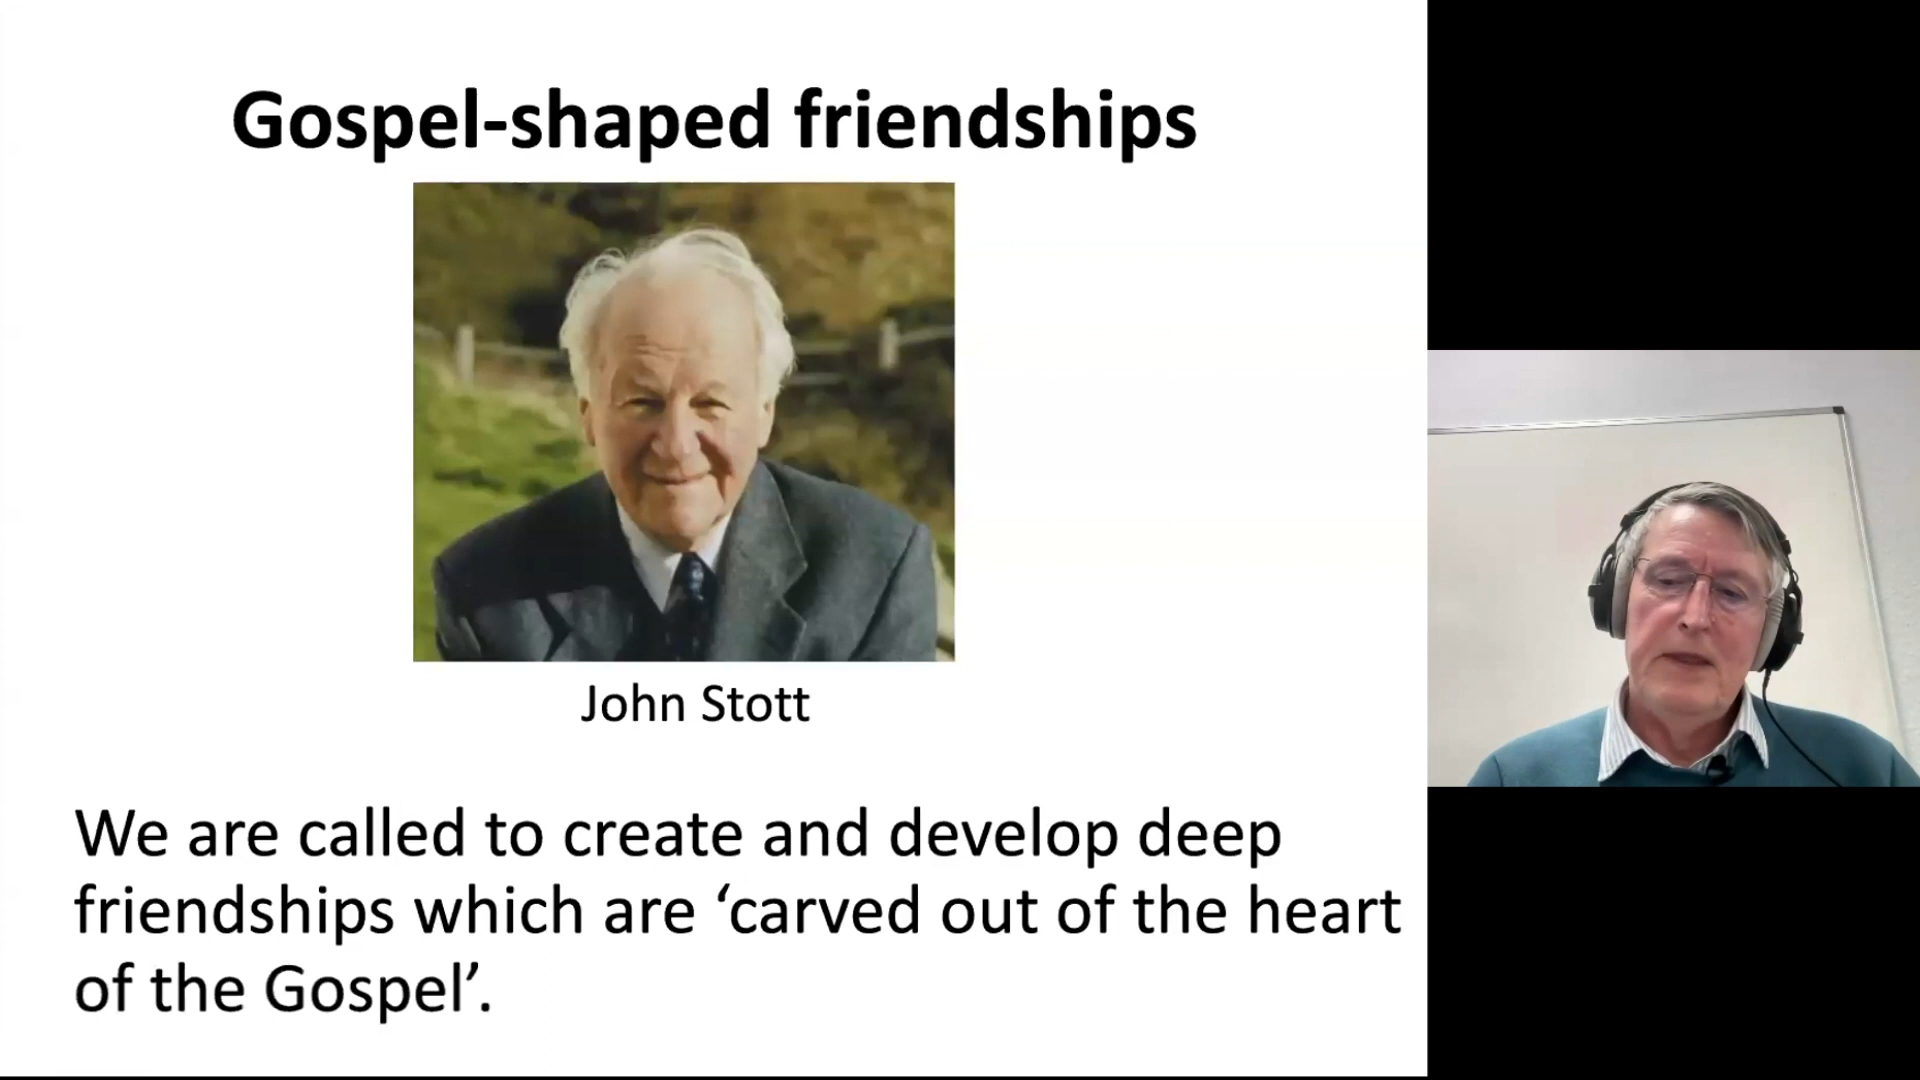 Gospel-shaped friendships
John Stott
We are called to create and develop deep
friendships which are ‘carved out of the heart
of the Gospel’.